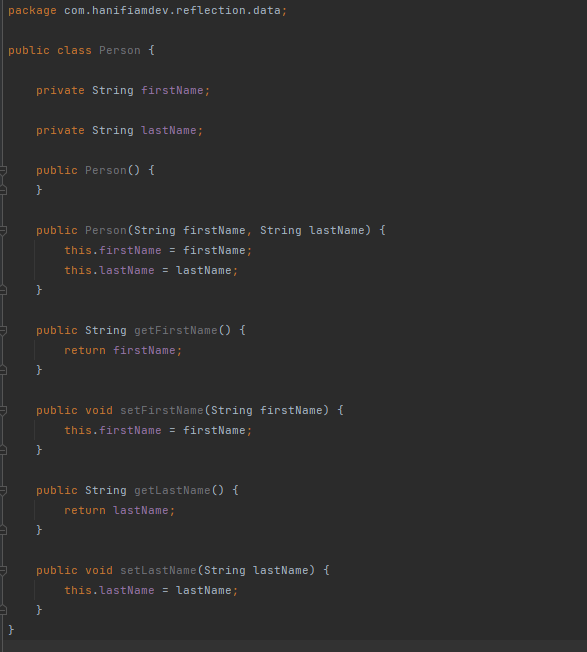 package com.hanifiamdev.reflection.data;
public class Person {
private String firstName;
private String lastName;
public Person() {
}
public Person(String firstName, String lastName) {
this.firstName = firstName;
this.lastName = lastName;
}
public String getFirstName() {
return firstName;
}
public void setFirstName(String firstName) {
this.firstName = firstName;
}
public String getLastName() {
return lastName;
}
public void setLastName(String lastName) {
this.lastName = lastName;
}
}